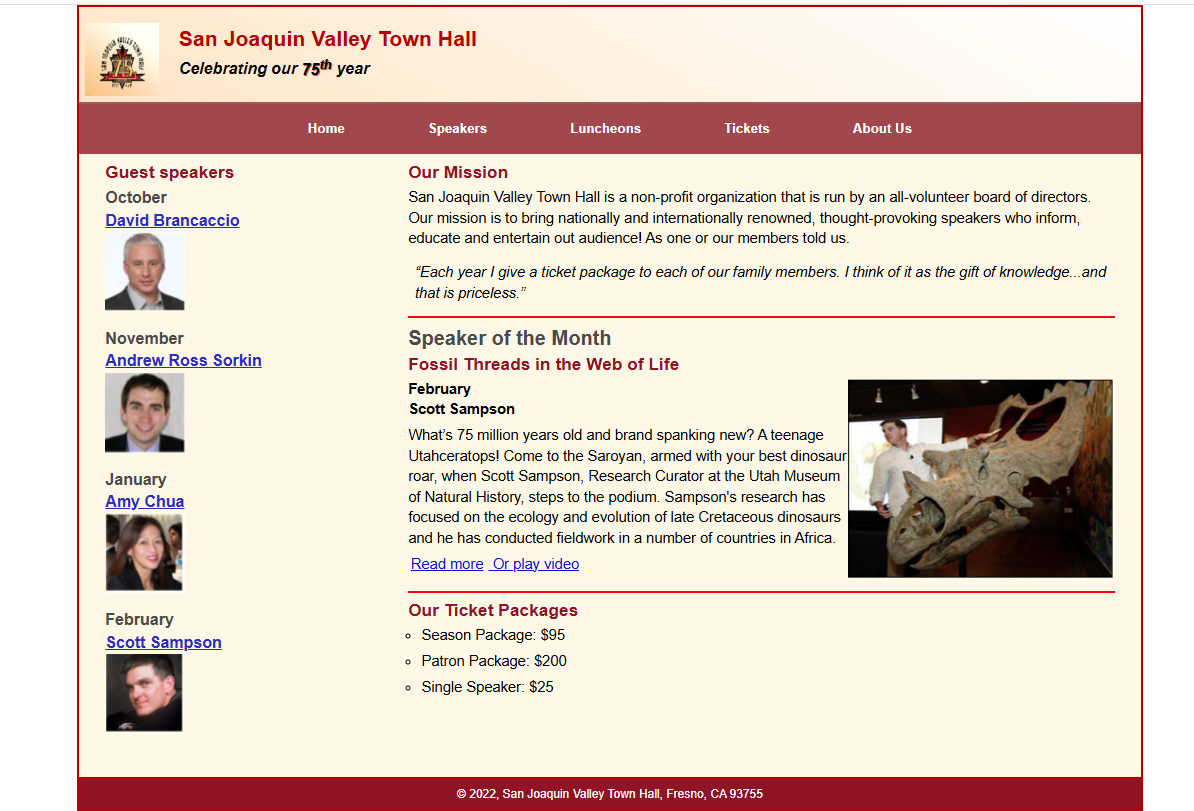 San Joaquin Valley Town Hall
Celebrating our 75th year
Home Speakers Luncheons Tickets About Us
Guest speakers
October
David Brancaccio
November
Andrew Ross Sorkin
January
Amy Chua
February
Scott Sampson
Our Mission
San Joaquin Valley Town Hall is a non-profit organization that is run by an all-volunteer board of directors.
Our mission is to bring nationally and internationally renowned, thought-provoking speakers who inform,
educate and entertain out audience! As one or our members told us.
“Each year I give a ticket package to each of our family members. I think of it as the gift of knowledge...and
that is priceless.”
Speaker of the Month
Fossil Threads in the Web of Life
February
Scott Sampson
What’s 75 million years old and brand spanking new? A teenage
Utahceratops! Come to the Saroyan, armed with your best dinosaur
roar, when Scott Sampson, Research Curator at the Utah Museum
of Natural History, steps to the podium. Sampson's research has
focused on the ecology and evolution of late Cretaceous dinosaurs
and he has conducted fieldwork in a number of countries in Africa.
Read more Or play video
Our Ticket Packages
Season Package: $95
Patron Package: $200
Single Speaker: $25
© 2022, San Joaquin Valley Town Hall, Fresno, CA 93755